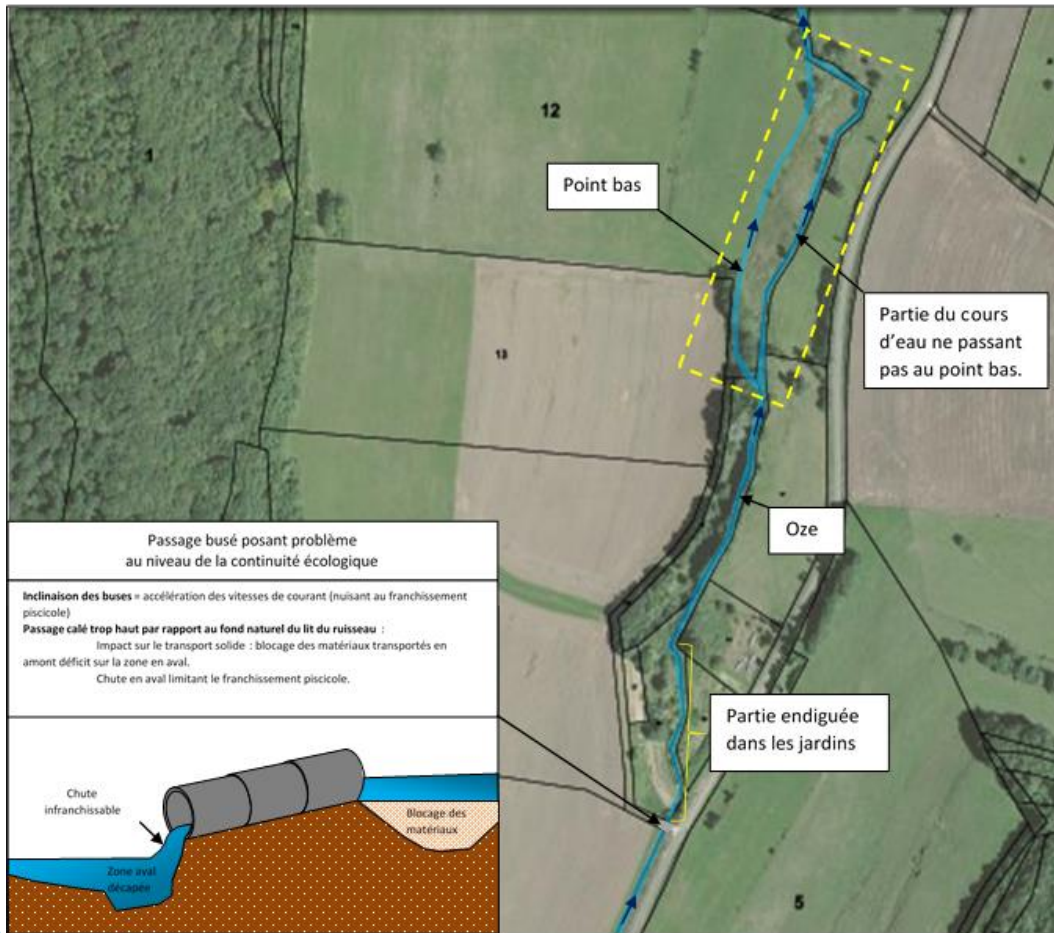 1
12
Point bas
Partie du cours
d'eau ne passant
pas au point bas.
13
Oze
Passage busé posant problème
au niveau de la continuité écologique
Inclinaison des buses = accélération des vitesses de courant (nuisant au franchissement
piscicole)
Passage calé trop haut par rapport au fond naturel du lit du ruisseau :
Impact sur le transport solide : blocage des matériaux transportés en
amont déficit sur la zone en aval.
Chute en aval limitant le franchissement piscicole.
Partie endiguée
dans les jardins
Chute
infranchissable
Blocage des
matériaux
Zone aval
décapée
5